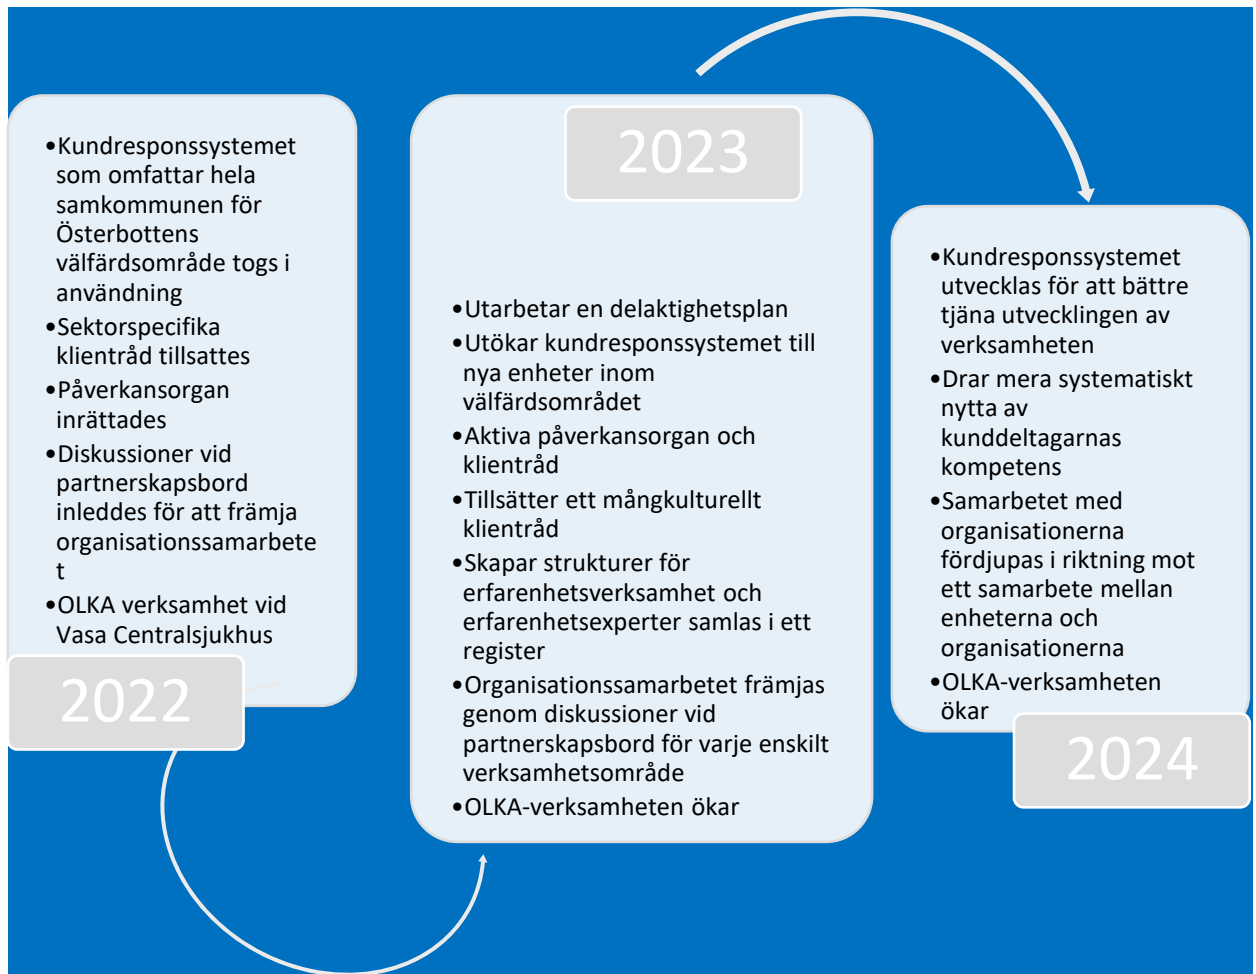 •Kundresponssystemet
som omfattar hela
samkommunen för
Österbottens
välfärdsområde togs i
användning
•Sektorspecifika
klientråd tillsattes
•Påverkansorgan
inrättades
•Diskussioner vid
partnerskapsbord
inleddes för att främja
organisationssamarbete
t
•OLKA verksamhet vid
Vasa Centralsjukhus
2022
2023
•Utarbetar en delaktighetsplan
•Utökar kundresponssystemet till
nya enheter inom
välfärdsområdet
•Aktiva påverkansorgan och
klientråd
•Tillsätter ett mångkulturellt
klientråd
•Skapar strukturer för
erfarenhetsverksamhet och
erfarenhetsexperter samlas i ett
register
•Organisationssamarbetet främjas
genom diskussioner vid
partnerskapsbord för varje enskilt
verksamhetsområde
•OLKA-verksamheten ökar
•Kundresponssystemet
utvecklas för att bättre
tjäna utvecklingen av
verksamheten
•Drar mera systematiskt
nytta av
kunddeltagarnas
kompetens
•Samarbetet med
organisationerna
fördjupas i riktning mot
ett samarbete mellan
enheterna och
organisationerna
•OLKA-verksamheten
ökar
2024